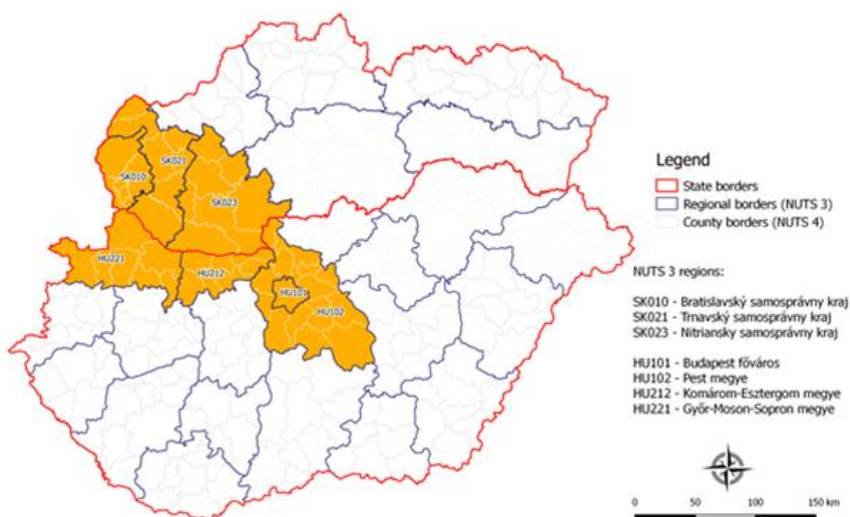 SK021
SK010
SK023
HU221
HU212
HU101
HU102
Legend
State borders
Regional borders (NUTS 3)
County borders (NUTS 4)
NUTS 3 regions:
SK010 - Bratislavský samosprávny kraj
SK021 - Trnavský samosprávny kraj
SK023 - Nitriansky samosprávny kraj
HU101 - Budapest főváros
HU102 - Pest megye
HU212 - Komárom-Esztergom megye
HU221 - Győr-Moson-Sopron megye
0 50 100 150 km